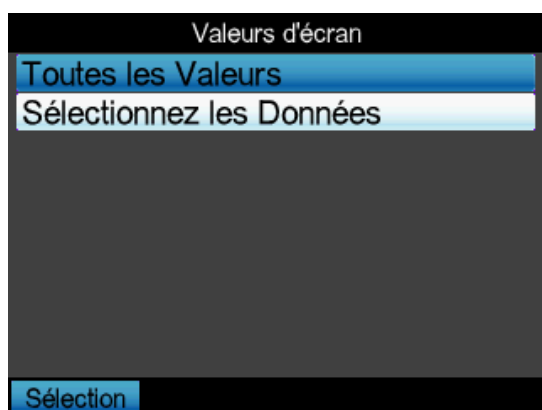 Valeurs d'écran
Toutes les Valeurs
Sélectionnez les Données
Sélection